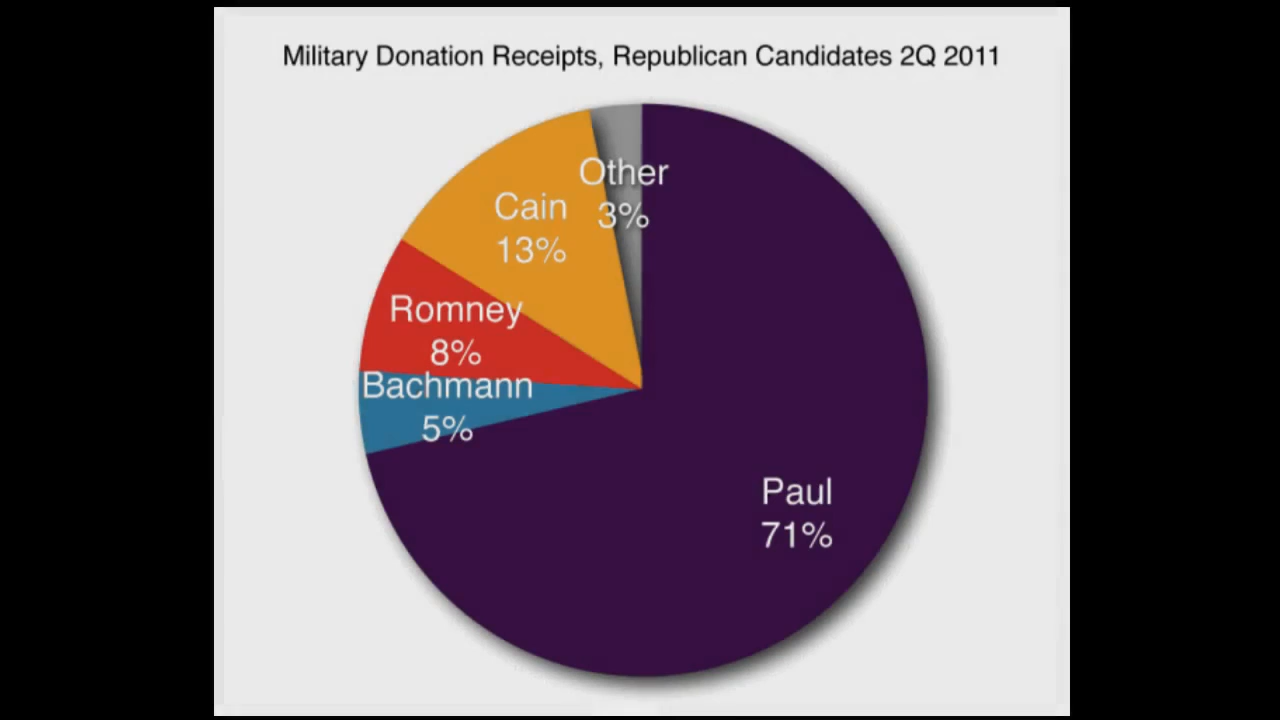 Military Donation Receipts, Republican Candidates 2Q 2011
Other
3%
Cain
13%
Romney
8%
Bachmann
5%
Paul
71%